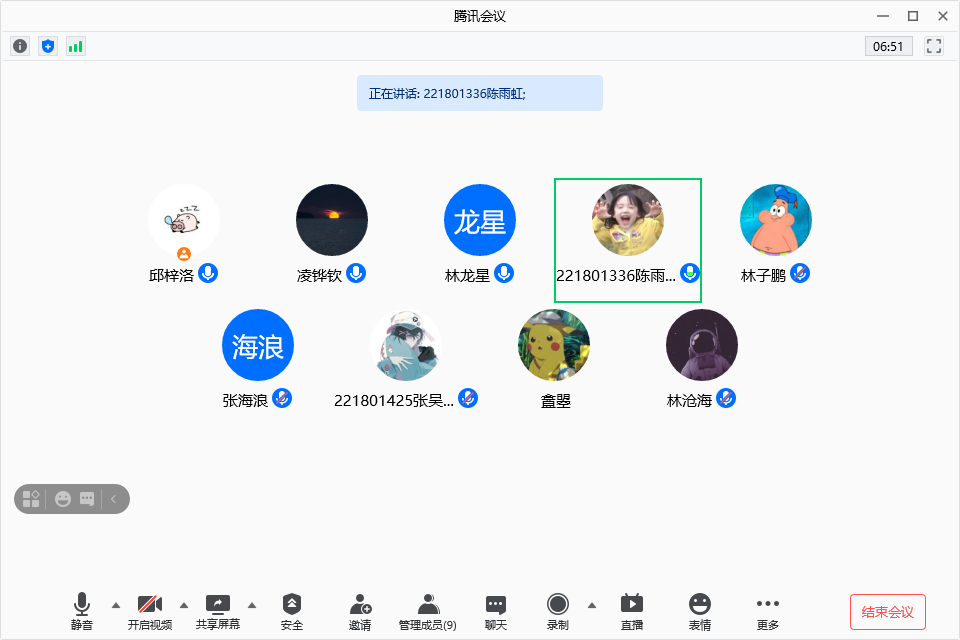 腾讯会议
06:51
正在讲话: 221801336陈雨虹;
龙星
邱梓洛
凌铧钦
林龙星
221801336陈雨...
林子鹏
海浪
张海浪
221801425张昊...
林沧海
静音
开启视频
共享屏幕
安全
邀请
管理成员(9)
聊天
录制
直播
表情
更多
结束会议